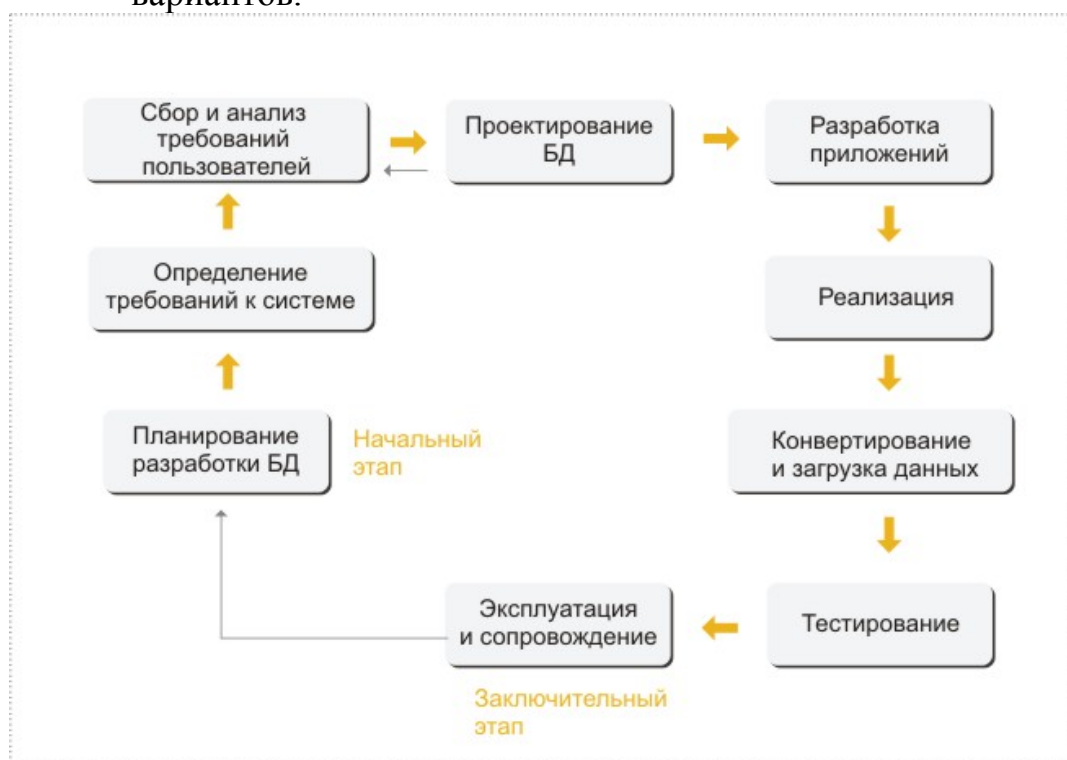 вариантов.
Сбор и анализ
требований
пользователей
Проектирование
БД
Разработка
приложений
Определение
требований к системе
Реализация
Планирование
разработки БД
Начальный
этап
Конвертирование
и загрузка данных
Эксплуатация
и сопровождение
Тестирование
Заключительный
этап